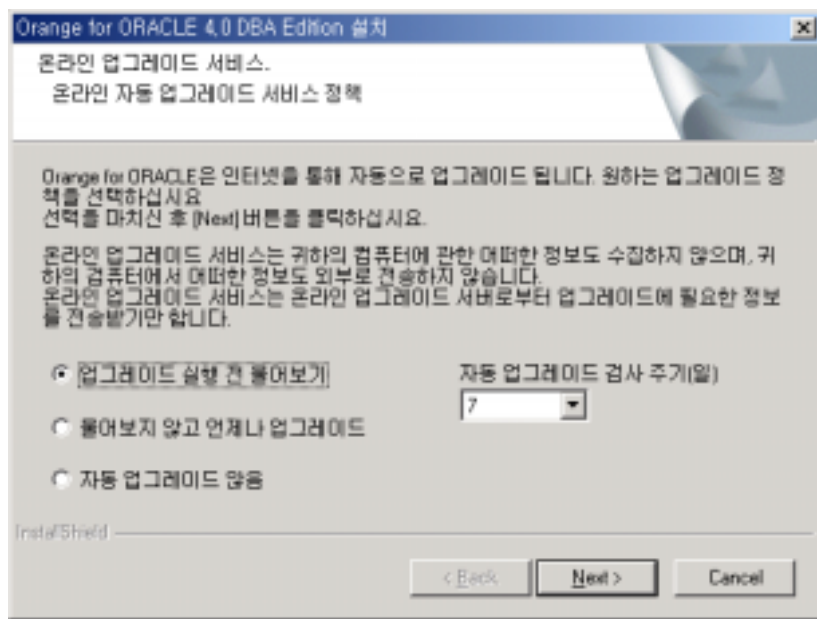 Orange for ORACLE 4.0 DBA Edition 설치
온라인 업그레이드 서비스.
온라인 자동 업그레이드 서비스 정책
Orange for ORACLE은 인터넷을 통해 자동으로 업그레이드 됩니다. 원하는 업그레이드 정
책을 선택하십시요
선택을 마치신 후 [Next] 버튼을 클릭하십시요.
온라인 업그레이드 서비스는 귀하의 컴퓨터에 관한 어떠한 정보도 수집하지 않으며, 귀
하의 컴퓨터에서 어떠한 정보도 외부로 전송하지 않습니다.
온라인 업그레이드 서비스는 온라인 업그레이드 서버로부터 업그레이드에 필요한 정보
를 전송받기만 합니다.
업그레이드 실행 전 물어보기
자동 업그레이드 검사 주기(일)
7
물어보지 않고 언제나 업그레이드
자동 업그레이드 않음
InstallShield
< Back
Next >
Cancel